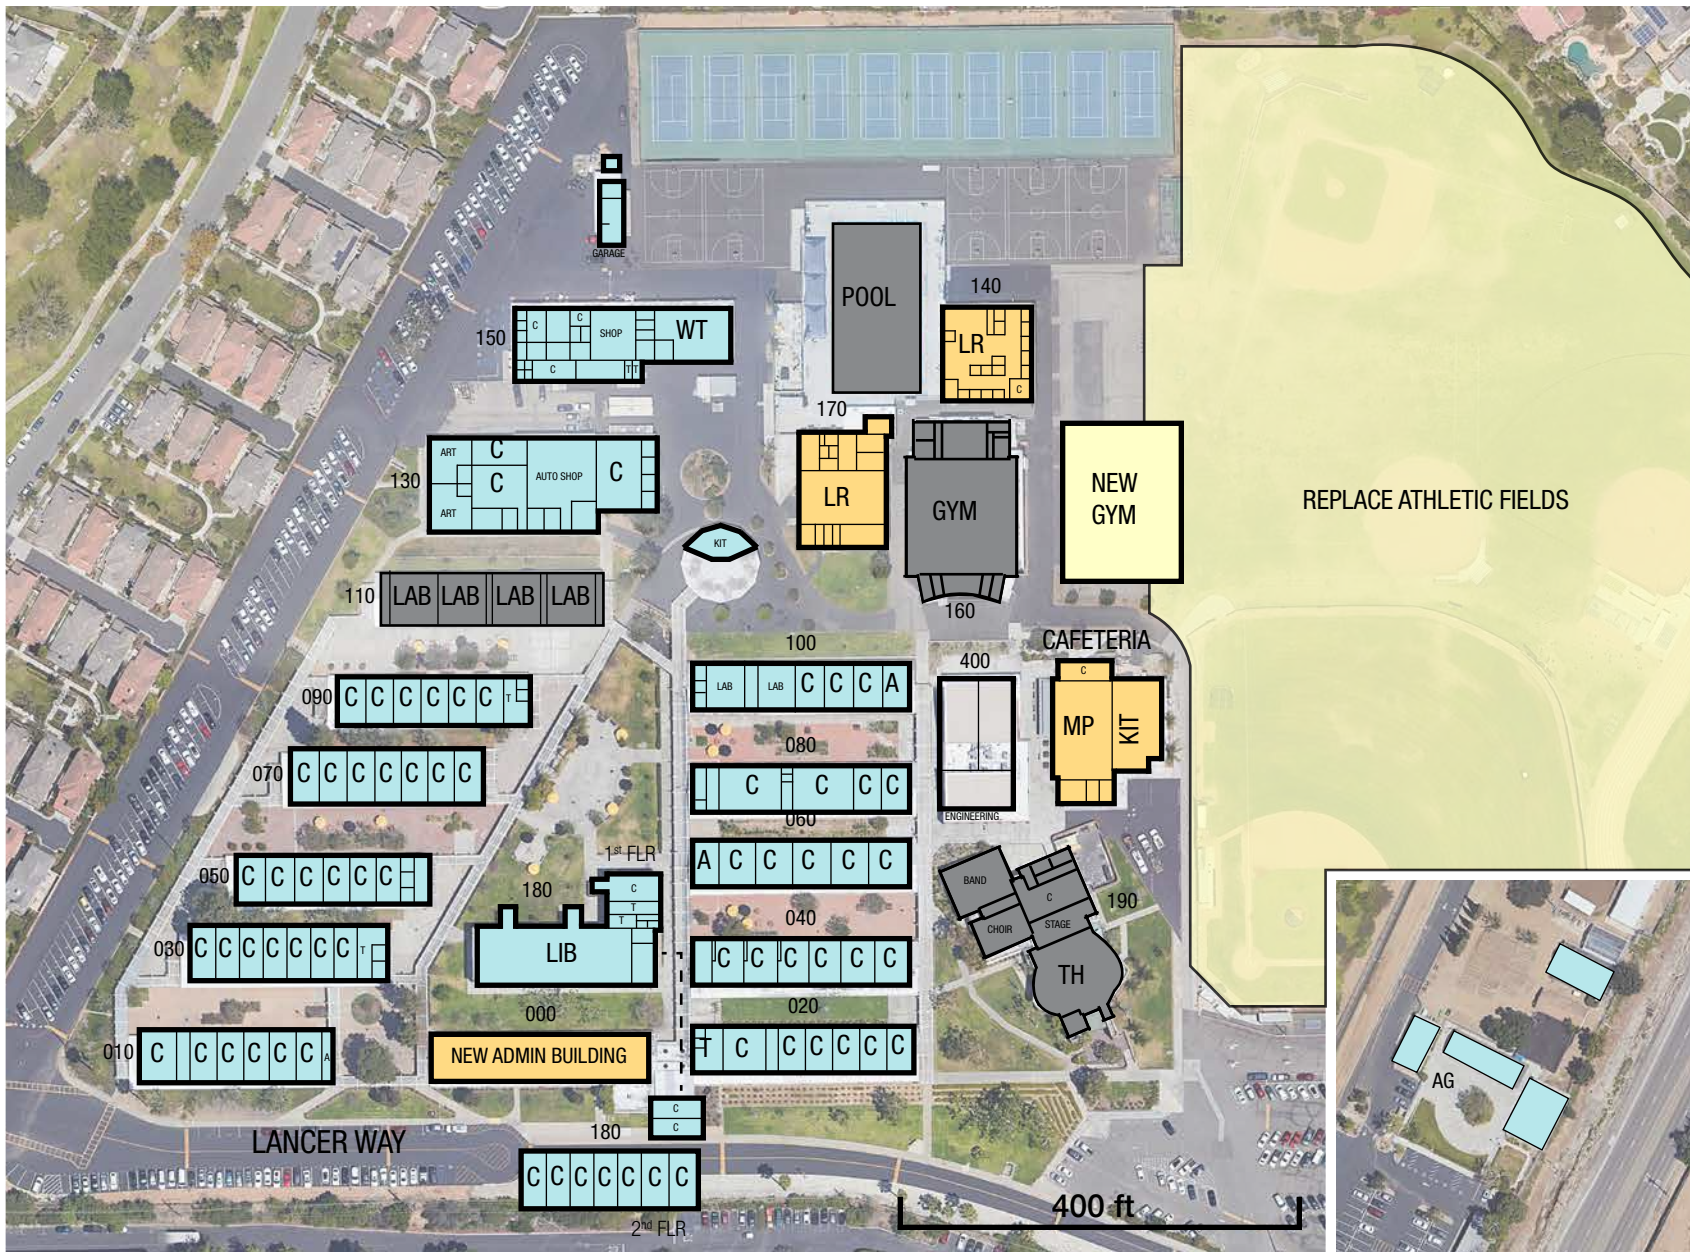 GARAGE
POOL
140
LR
C
150
C
C
SHOP
WT
C
T T
170
LR
GYM
160
NEW
GYM
REPLACE ATHLETIC FIELDS
130
ART
C
C
AUTO SHOP
C
ART
KIT
110
LAB LAB LAB LAB
100
LAB LAB C C C A
400
ENGINEERING
CAFETERIA
C
MP
KIT
090
C C C C C C T
080
C C C C
070
C C C C C C C
060
A C C C C C
050
C C C C C C
1st FLR
180
C
T
T
LIB
040
C C C C C C
BAND
C
190
CHOIR
STAGE
TH
030
C C C C C C C T
000
NEW ADMIN BUILDING
020
T C C C C C C
010
C C C C C C A
AG
C
C
180
LANCER WAY
C C C C C C C
2nd FLR
400 ft